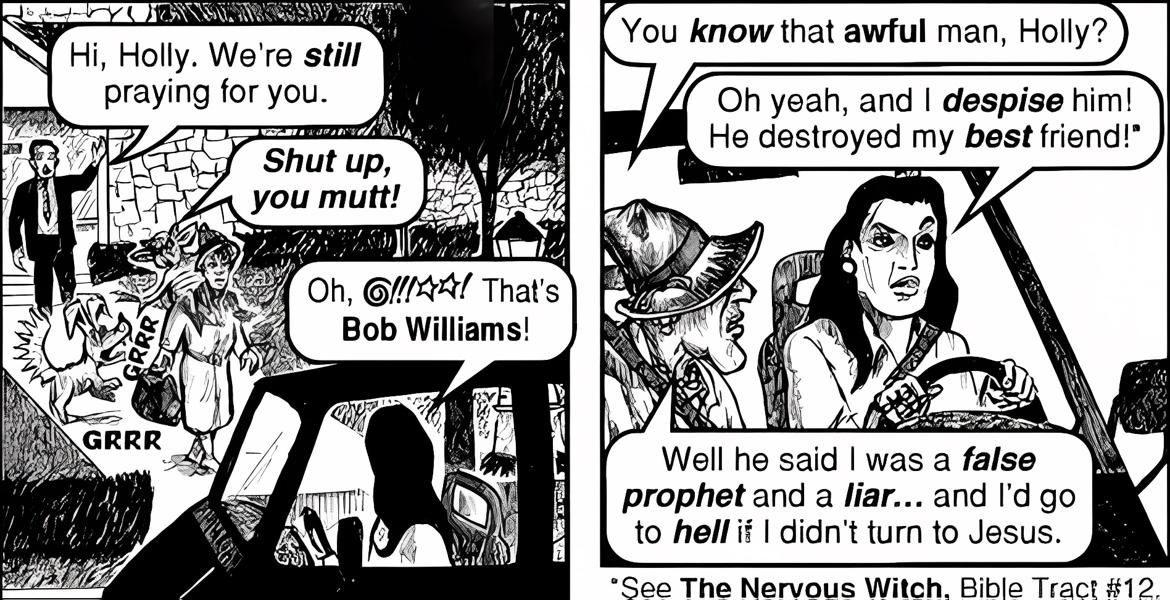 Hi, Holly. We're still
praying for you.
Shut up,
you mutt!
GRRR
GRRR
Oh, @!!!☆☆! That's
Bob Williams!
You know that awful man, Holly?
Oh yeah, and I despise him!
He destroyed my best friend!*
Well he said I was a false
prophet and a liar... and I'd go
to hell if I didn't turn to Jesus.
*See The Nervous Witch, Bible Tract #12.